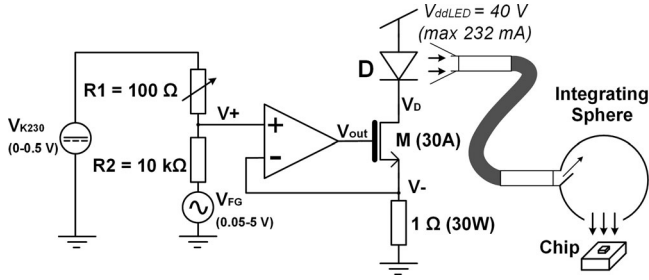 VddLED = 40 V
(max 232 mA)
D
R1 = 100 Ω
V+
VD
Integrating
Sphere
VK230
(0-0.5 V)
+
Vout
M (30A)
R2 = 10 kΩ
-
V-
VFG
(0.05-5 V)
1 Ω (30W)
Chip